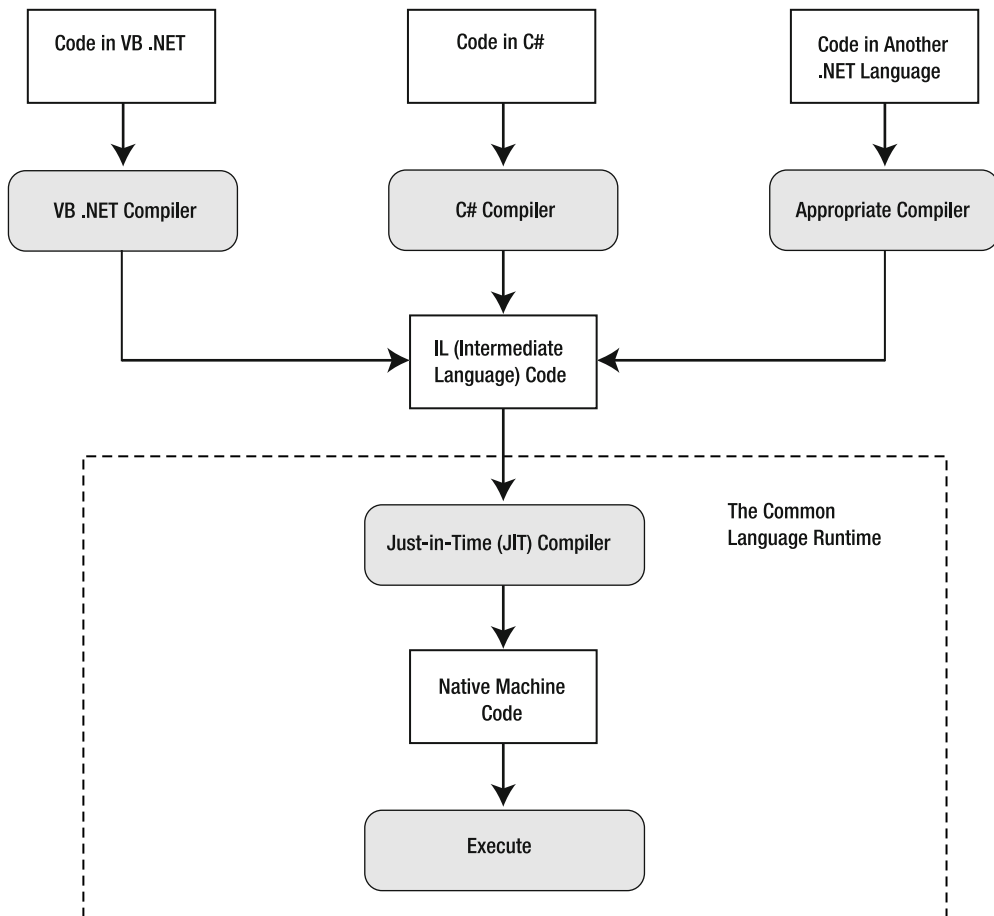 Code in VB .NET
Code in C#
Code in Another
.NET Language
VB .NET Compiler
C# Compiler
Appropriate Compiler
IL (Intermediate
Language) Code
The Common
Language Runtime
Just-in-Time (JIT) Compiler
Native Machine
Code
Execute